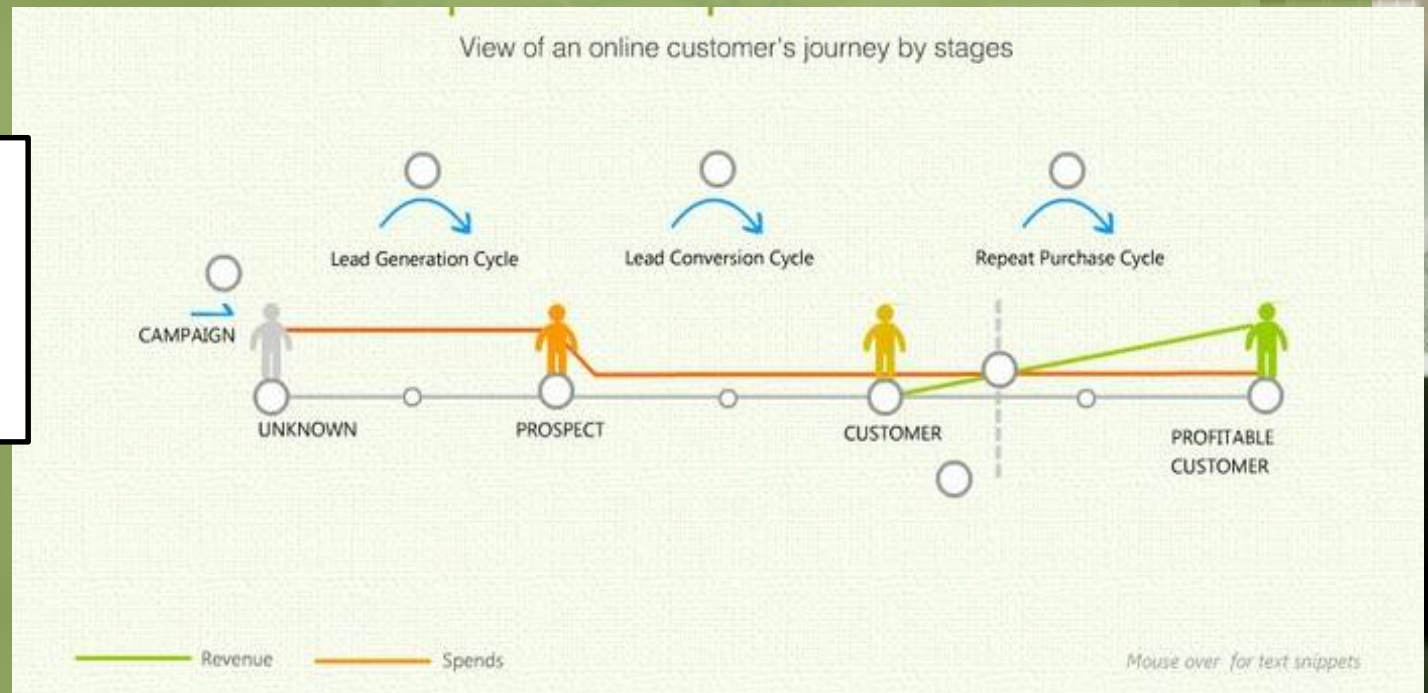 View of an online customer's journey by stages
Lead Generation Cycle
Lead Conversion Cycle
Repeat Purchase Cycle
CAMPAIGN
UNKNOWN
PROSPECT
CUSTOMER
PROFITABLE
CUSTOMER
Revenue
Spends
Mouse over for text snippets